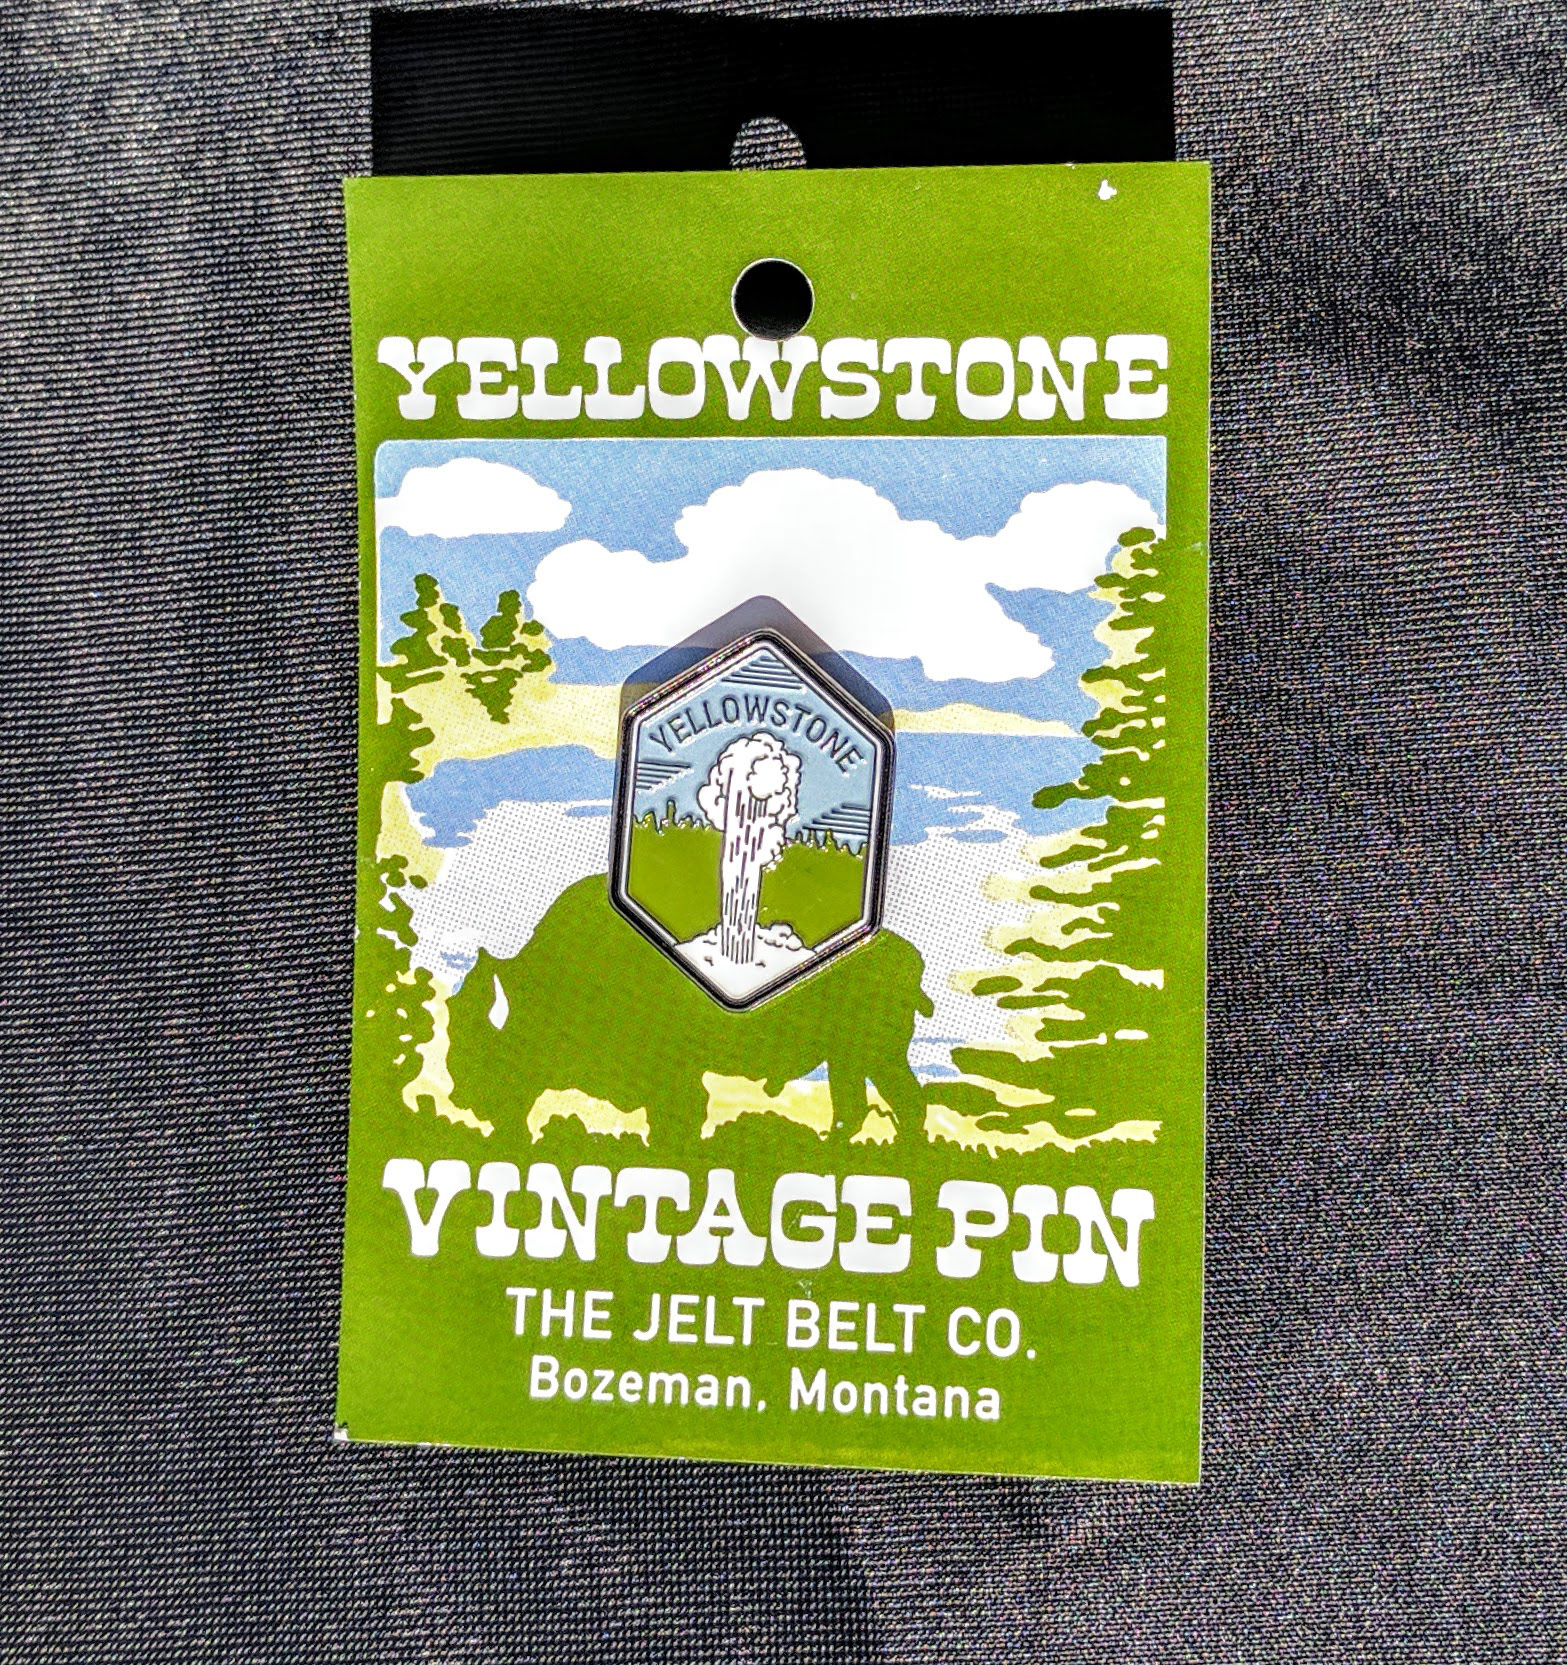 YELLOWSTONE
YELLOWSTONE
VINTAGE PIN
THE JELT BELT CO.
Bozeman, Montana